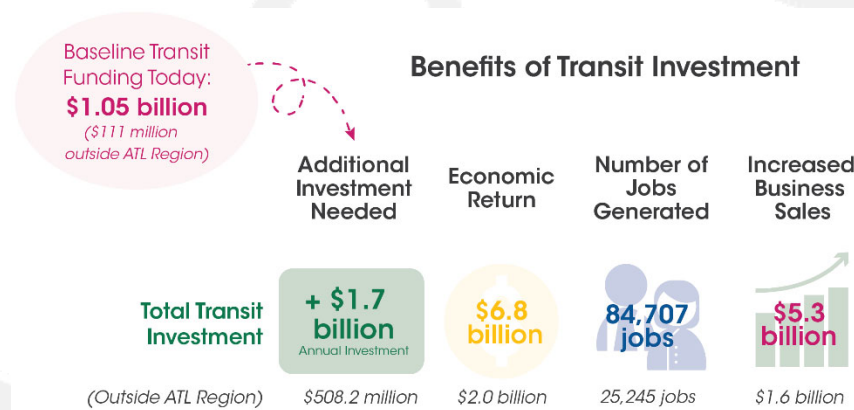 Baseline Transit
Funding Today:
$1.05 billion
($111 million
outside ATL Region)
Benefits of Transit Investment
Additional
Investment
Needed
Economic
Return
Number of
Jobs
Generated
Increased
Business
Sales
Total Transit
Investment
+ $1.7
billion
Annual Investment
$6.8
billion
84,707
jobs
$5.3
billion
(Outside ATL Region)
$508.2 million
$2.0 billion
25,245 jobs
$1.6 billion